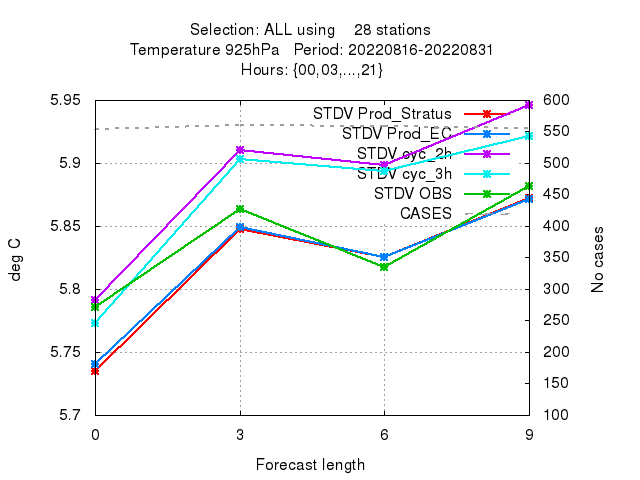 Selection: ALL using 28 stations
Temperature 925hPa Period: 20220816-20220831
Hours: {00,03,...,21}
5.95
5.9
5.85
5.8
5.75
5.7
deg C
600
550
500
450
400
350
300
250
200
150
100
No cases
STDV Prod_Stratus
STDV Prod_EC
STDV cyc_2h
STDV cyc_3h
STDV OBS
CASES
0 3 6 9
Forecast length